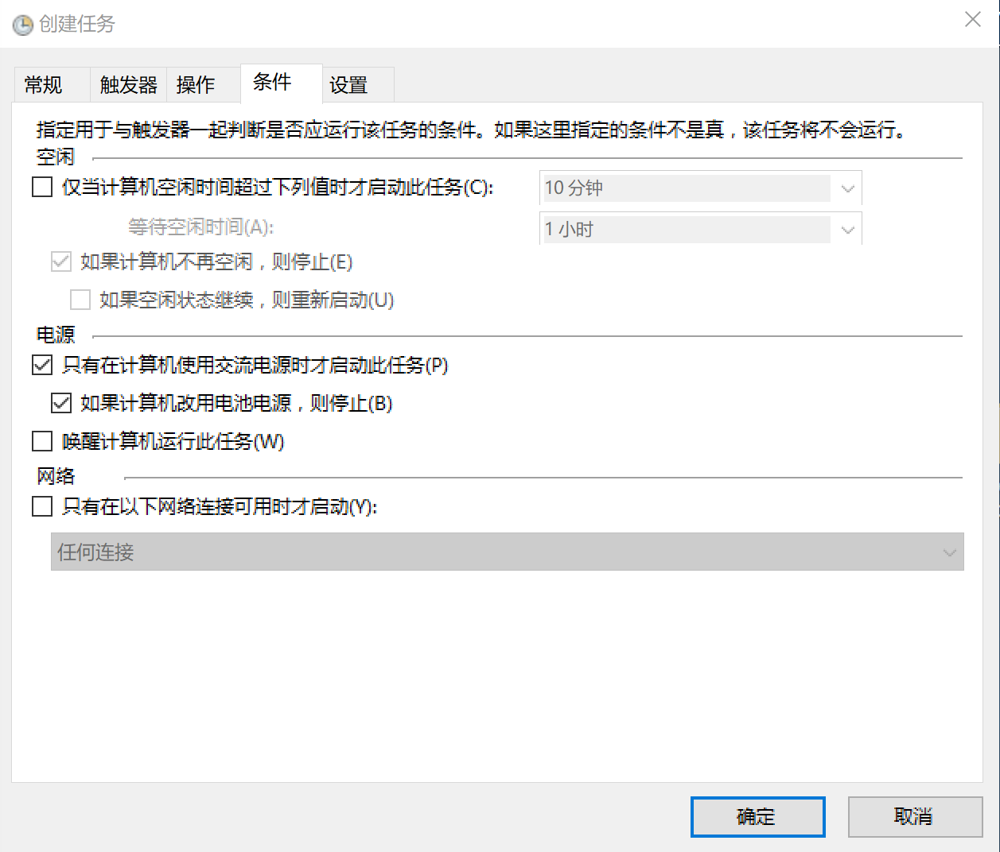 创建任务
常规 触发器 操作 条件 设置
指定用于与触发器一起判断是否应运行该任务的条件。如果这里指定的条件不是真，该任务将不会运行。
空闲
仅当计算机空闲时间超过下列值时才启动此任务(C): 10 分钟
等待空闲时间(A): 1 小时
如果计算机不再空闲，则停止(E)
如果空闲状态继续，则重新启动(U)
电源
只有在计算机使用交流电源时才启动此任务(P)
如果计算机改用电池电源，则停止(B)
唤醒计算机运行此任务(W)
网络
只有在以下网络连接可用时才启动(Y):
任何连接
确定 取消